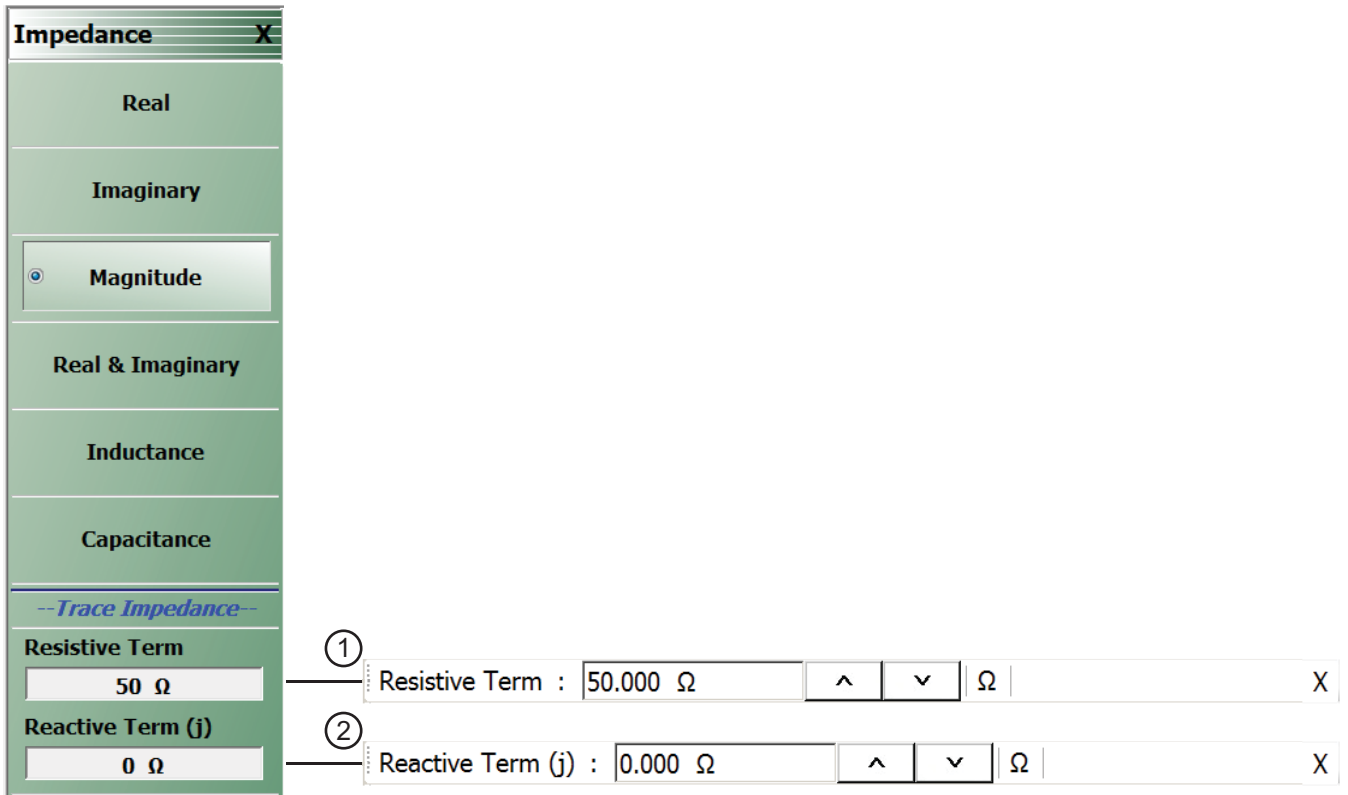 Impedance X
Real
Imaginary
Magnitude
Real & Imaginary
Inductance
Capacitance
--Trace Impedance--
Resistive Term
50 Ω
Reactive Term (j)
0 Ω
1
Resistive Term : 50.000 Ω Ω X
2
Reactive Term (j) : 0.000 Ω Ω X